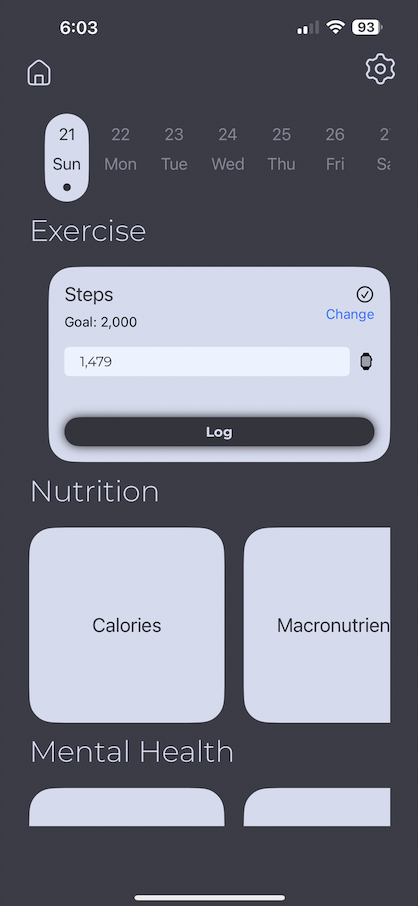 6:03
93
21 22 23 24 25 26 2
Sun Mon Tue Wed Thu Fri Sa
Exercise
Steps
Goal: 2,000
Change
1,479
Log
Nutrition
Calories
Macronutrien
Mental Health